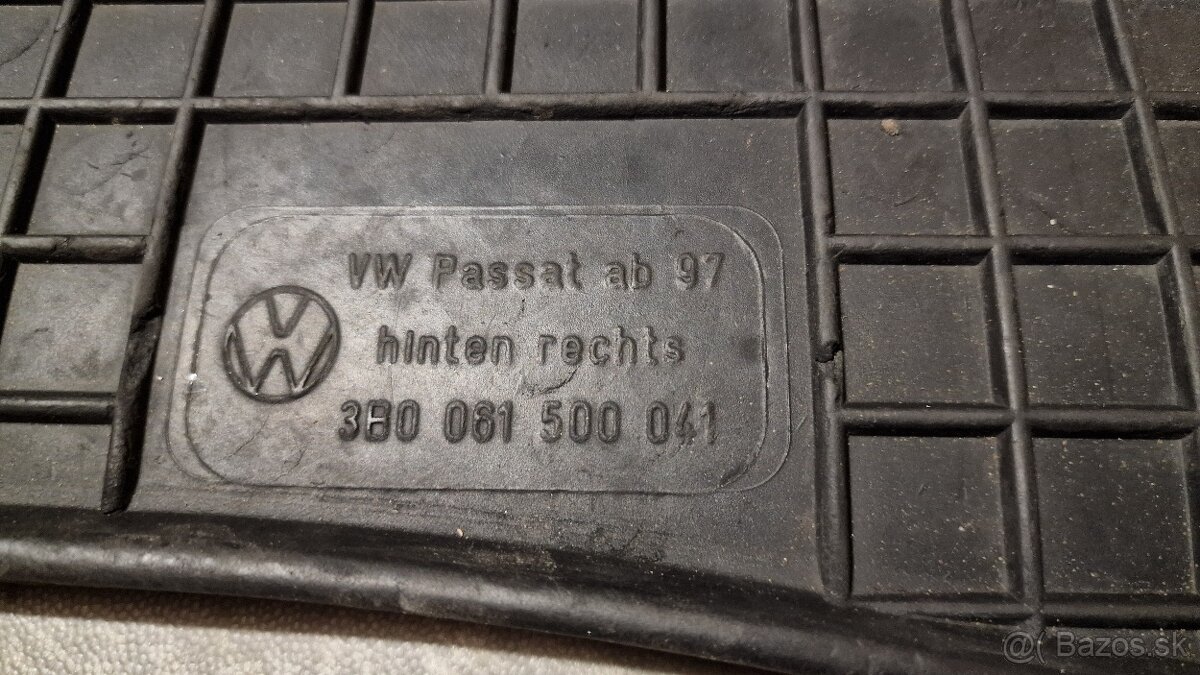 VW Passat ab 97
hinten rechts
3B0 061 500 041
@( Bazos.sk